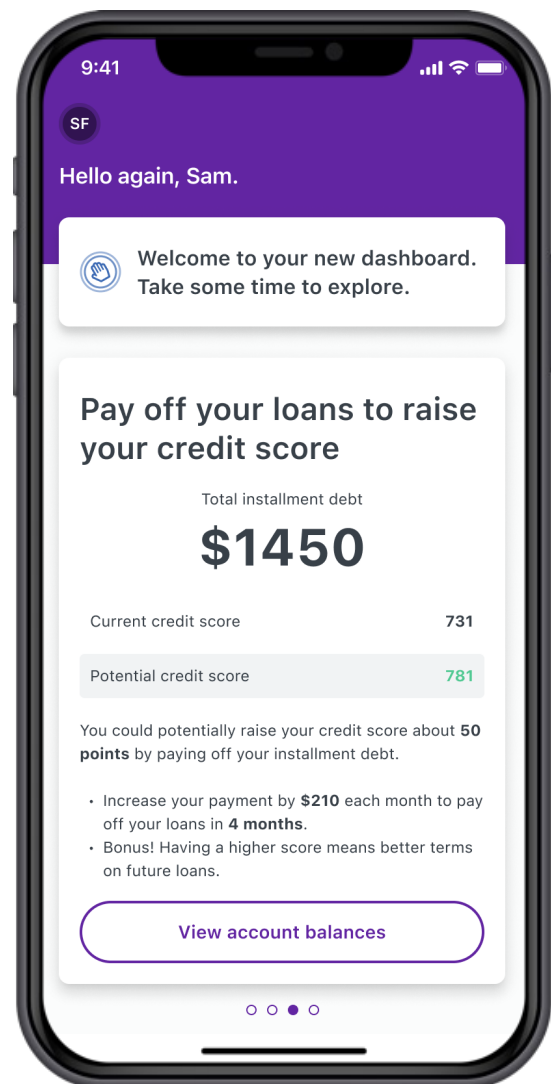 9:41
SF
Hello again, Sam.
Welcome to your new dashboard.
Take some time to explore.
Pay off your loans to raise
your credit score
Total installment debt
$1450
Current credit score 731
Potential credit score 781
You could potentially raise your credit score about 50
points by paying off your installment debt.
• Increase your payment by $210 each month to pay
off your loans in 4 months.
• Bonus! Having a higher score means better terms
on future loans.
View account balances